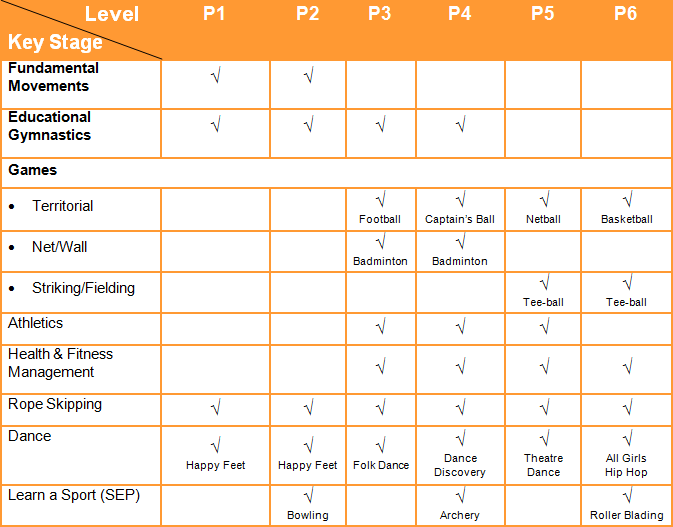 Level P1 P2 P3 P4 P5 P6
Key Stage
Fundamental
Movements √ √
Educational
Gymnastics √ √ √ √
Games
• Territorial √ √ √ √
Football Captain's Ball Netball Basketball
• Net/Wall √ √
Badminton Badminton
• Striking/Fielding √ √
Tee-ball Tee-ball
Athletics √ √ √
Health & Fitness
Management √ √ √ √
Rope Skipping √ √ √ √ √ √
Dance √ √ √ √ √ √
Happy Feet Happy Feet Folk Dance Dance Theatre All Girls
Discovery Dance Hip Hop
Learn a Sport (SEP) √ √ √
Bowling Archery Roller Blading